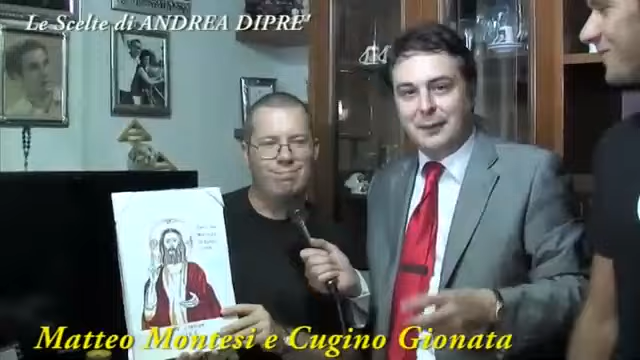 Le Scelte di ANDREA DIPRE'
Matteo Montesi e Cugino Gionata